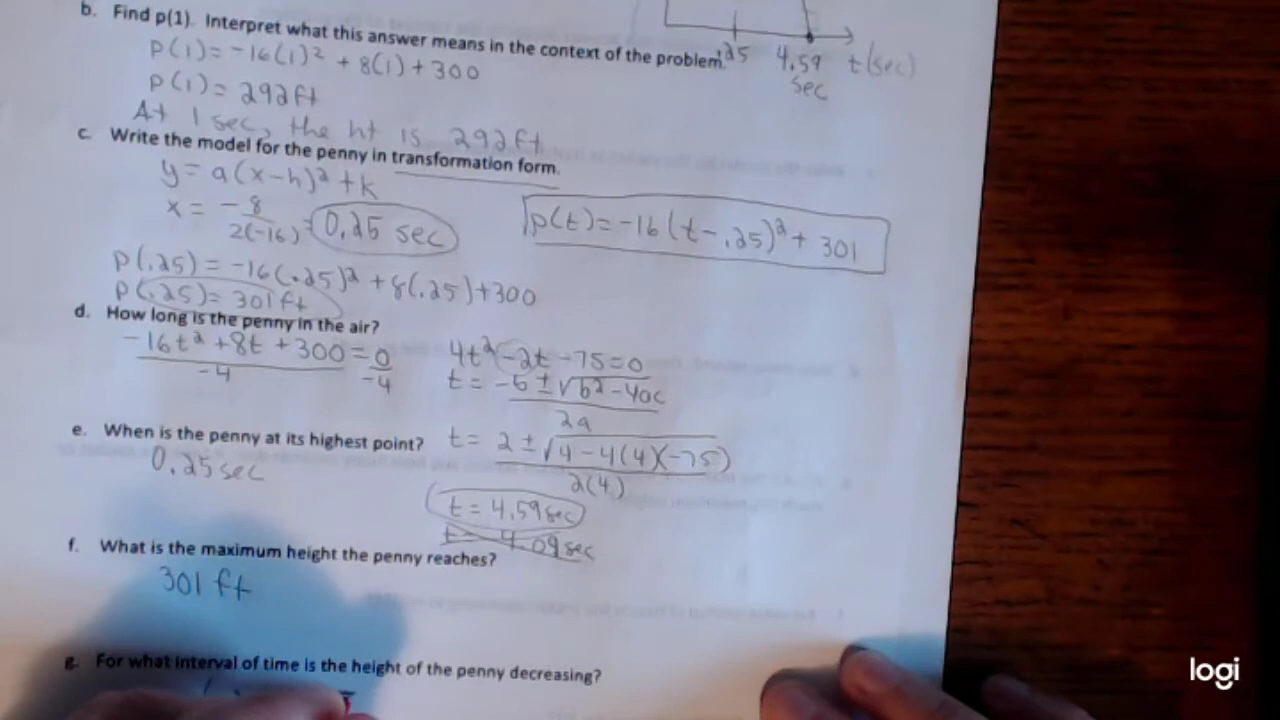 b. Find p(1). Interpret what this answer means in the context of the problem.
.25 4.59 sec t(sec)
p(1) = -16(1)² + 8(1) + 300
p(1) = 292ft
At 1 sec, the ht is 292ft
c. Write the model for the penny in transformation form.
y = a(x-h)² + k
x = -8 / 2(-16) = 0.25 sec
p(t) = -16(t-.25)² + 301
p(.25) = -16(.25)² + 8(.25) + 300
p(.25) = 301ft
d. How long is the penny in the air?
-16t² + 8t + 300 = 0
-4 -4
4t² - 2t - 75 = 0
t = -b ± √b² - 4ac
2a
e. When is the penny at its highest point?
0.25 sec
t = 2 ± √4 - 4(4)(-75)
2(4)
t = 4.59 sec
t = -4.09 sec
f. What is the maximum height the penny reaches?
301 ft
g. For what interval of time is the height of the penny decreasing?
logi